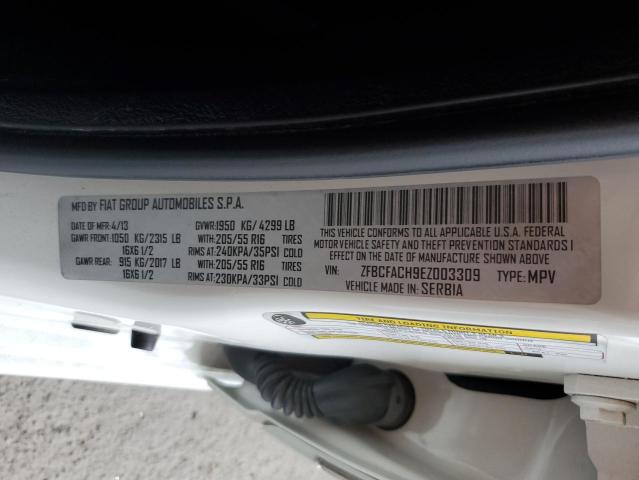 MFD BY FIAT GROUP AUTOMOBILES S.P.A.
DATE OF MFR: 4/13 GVWR: 1950 KG/ 4299 LB
GAWR FRONT: 1050 KG/2315 LB WITH: 205/55 R16 TIRES
16X6 1/2 RIMS AT: 240KPA/35PSI COLD
GAWR REAR: 915 KG/2017 LB WITH: 205/55 R16 TIRES
16X6 1/2 RIMS AT: 230KPA/33PSI COLD
THIS VEHICLE CONFORMS TO ALL APPLICABLE U.S.A. FEDERAL
MOTOR VEHICLE SAFETY AND THEFT PREVENTION STANDARDS I
EFFECT ON THE DATE OF MANUFACTURE SHOWN ABOVE
VIN: ZFBCFACH9EZ003309 TYPE: MPV
VEHICLE MADE IN: SERBIA
TIRE AND LOADING INFORMATION